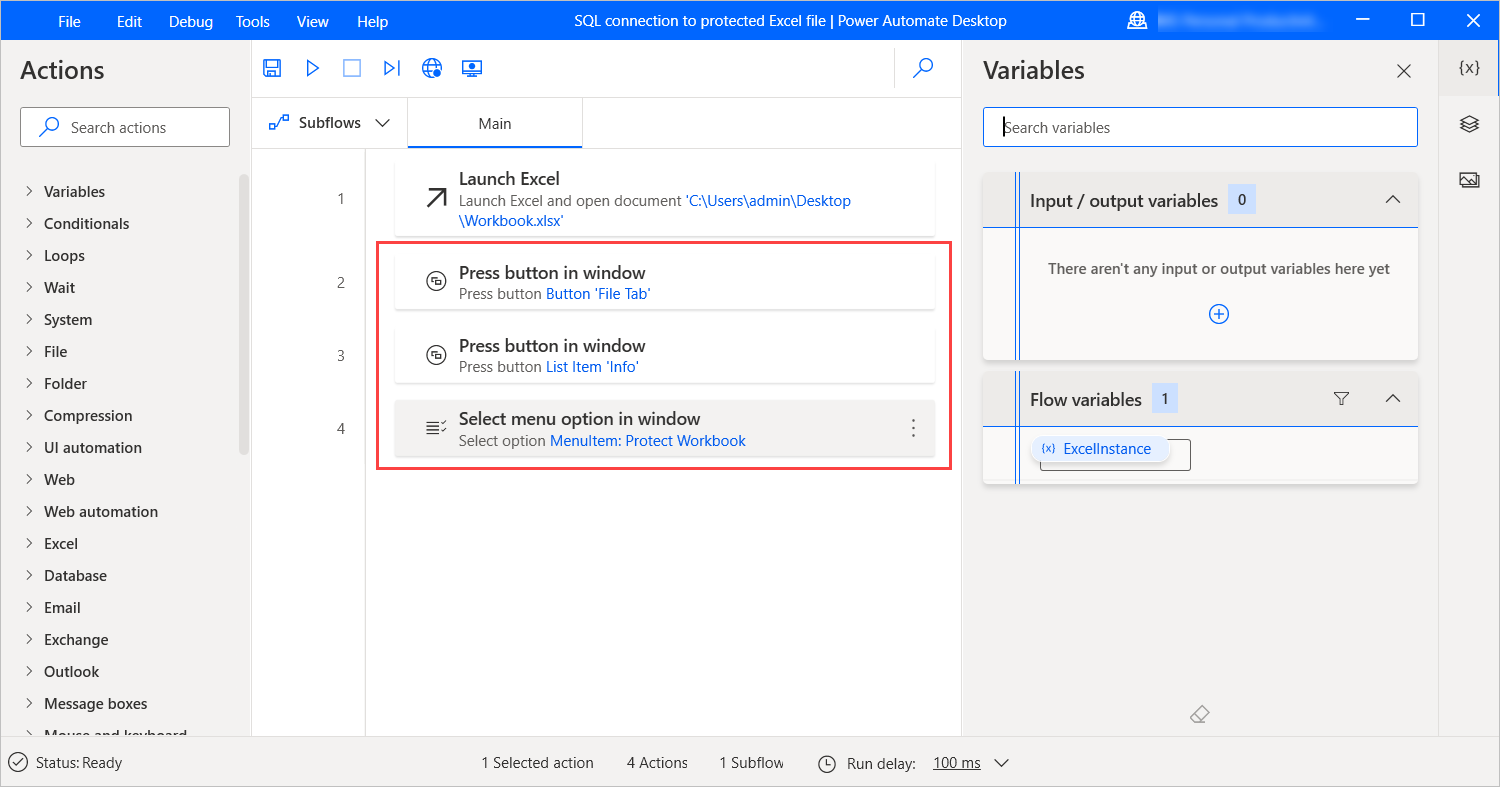 File Edit Debug Tools View Help SQL connection to protected Excel file | Power Automate Desktop
Actions
Search actions
Variables
Conditionals
Loops
Wait
System
File
Folder
Compression
UI automation
Web
Web automation
Excel
Database
Email
Exchange
Outlook
Message boxes
Mouse and keyboard
Subflows
Main
1
Launch Excel
Launch Excel and open document 'C:\Users\admin\Desktop
\Workbook.xlsx'
2
Press button in window
Press button Button 'File Tab'
3
Press button in window
Press button List Item 'Info'
4
Select menu option in window
Select option MenuItem: Protect Workbook
Variables
Search variables
Input / output variables 0
There aren't any input or output variables here yet
Flow variables 1
{x} ExcelInstance
{x}
Status: Ready 1 Selected action 4 Actions 1 Subflow Run delay: 100 ms